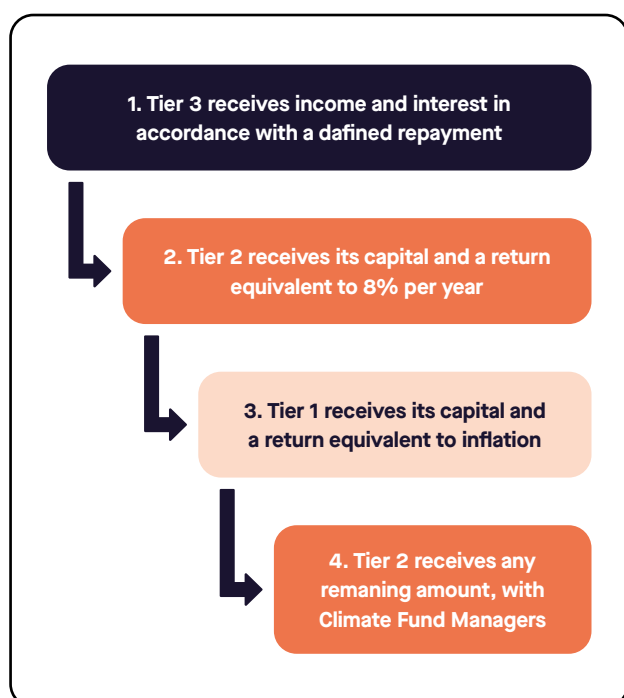 1. Tier 3 receives income and interest in
accordance with a dafined repayment
2. Tier 2 receives its capital and a return
equivalent to 8% per year
3. Tier 1 receives its capital and
a return equivalent to inflation
4. Tier 2 receives any
remaning amount, with
Climate Fund Managers